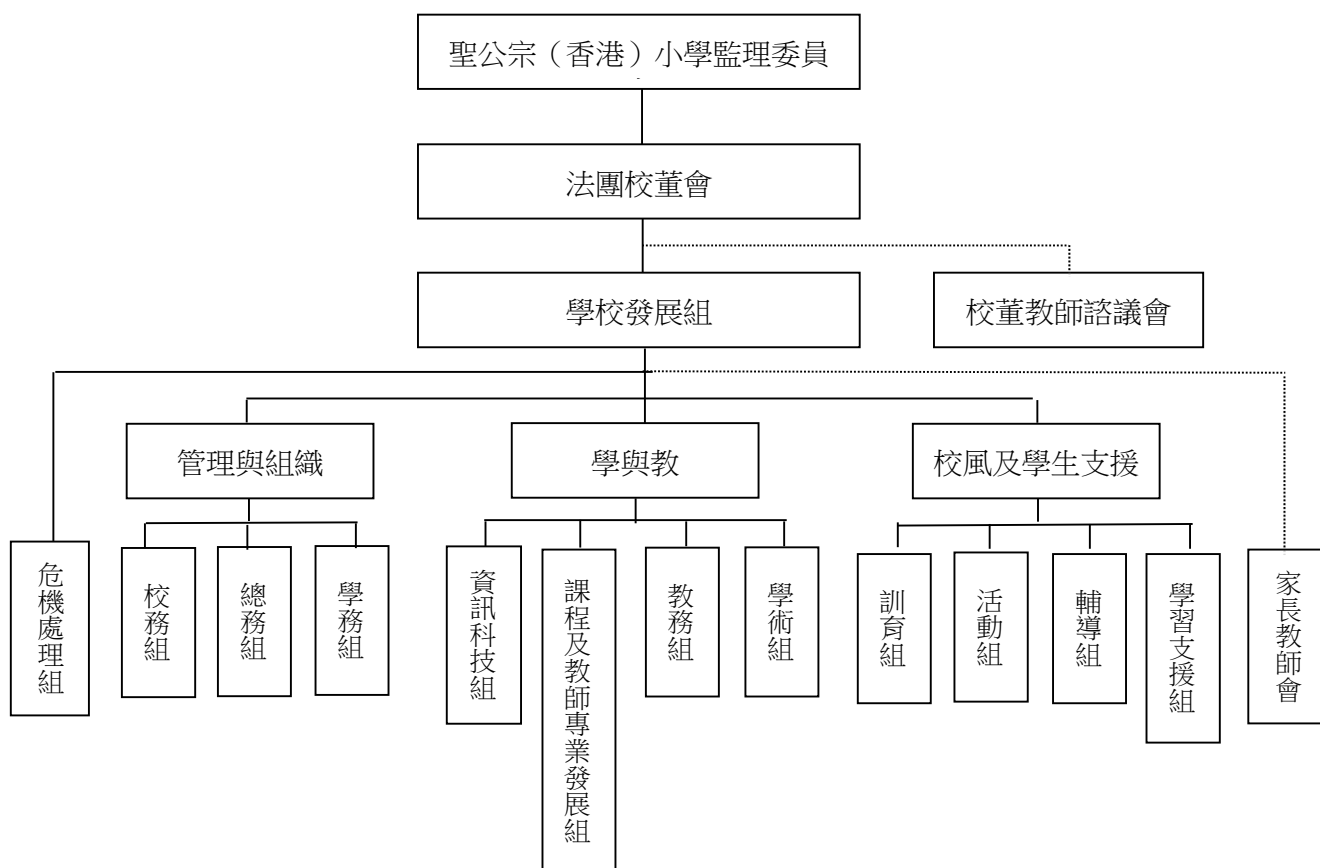 聖公宗（香港）小學監理委員
法團校董會
學校發展組
校董教師諮議會
管理與組織
學與教
校風及學生支援
危機處理組
校務組
總務組
學務組
資訊科技組
課程及教師專業發展組
教務組
學術組
訓育組
活動組
輔導組
學習支援組
家長教師會